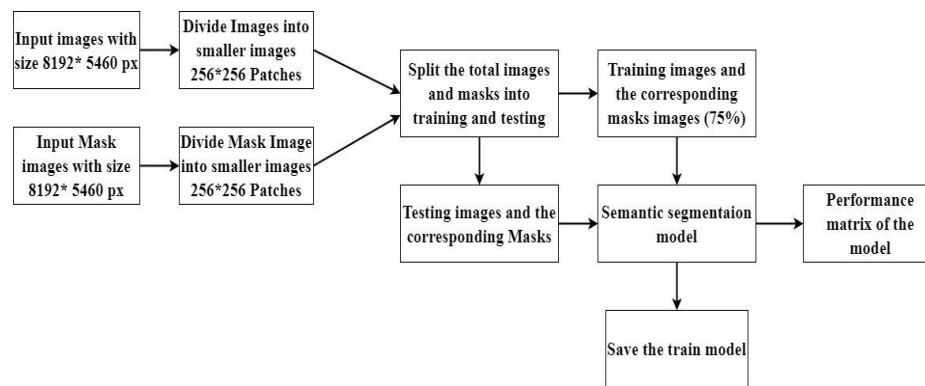 Input images with
size 8192* 5460 px
Divide Images into
smaller images
256*256 Patches
Split the total images
and masks into
training and testing
Training images and
the corresponding
masks images (75%)
Input Mask
images with size
8192* 5460 px
Divide Mask Image
into smaller images
256*256 Patches
Testing images and the
corresponding Masks
Semantic segmentaion
model
Performance
matrix of the
model
Save the train model